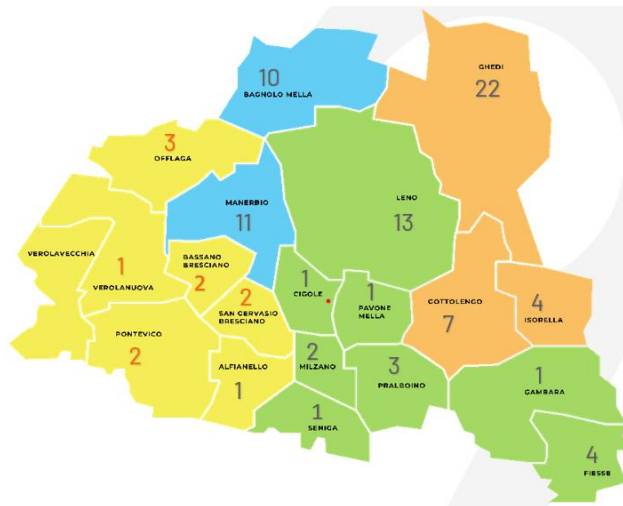 10
BAGNOLO MELLA
GHEDI
22
3
OFFLAGA
MANERBIO
11
LENO
13
VEROLAVECCHIA
1
VEROLANUOVA
BASSANO
BRESCIANO
2
2
SAN GERVASIO
BRESCIANO
1
CIGOLE
1
PAVONE
MELLA
COTTOLENGO
7
4
ISORELLA
PONTEVICO
2
ALFIANELLO
1
2
MILZANO
3
PRALBOINO
1
GAMBARA
1
SENIGA
4
FIESSE